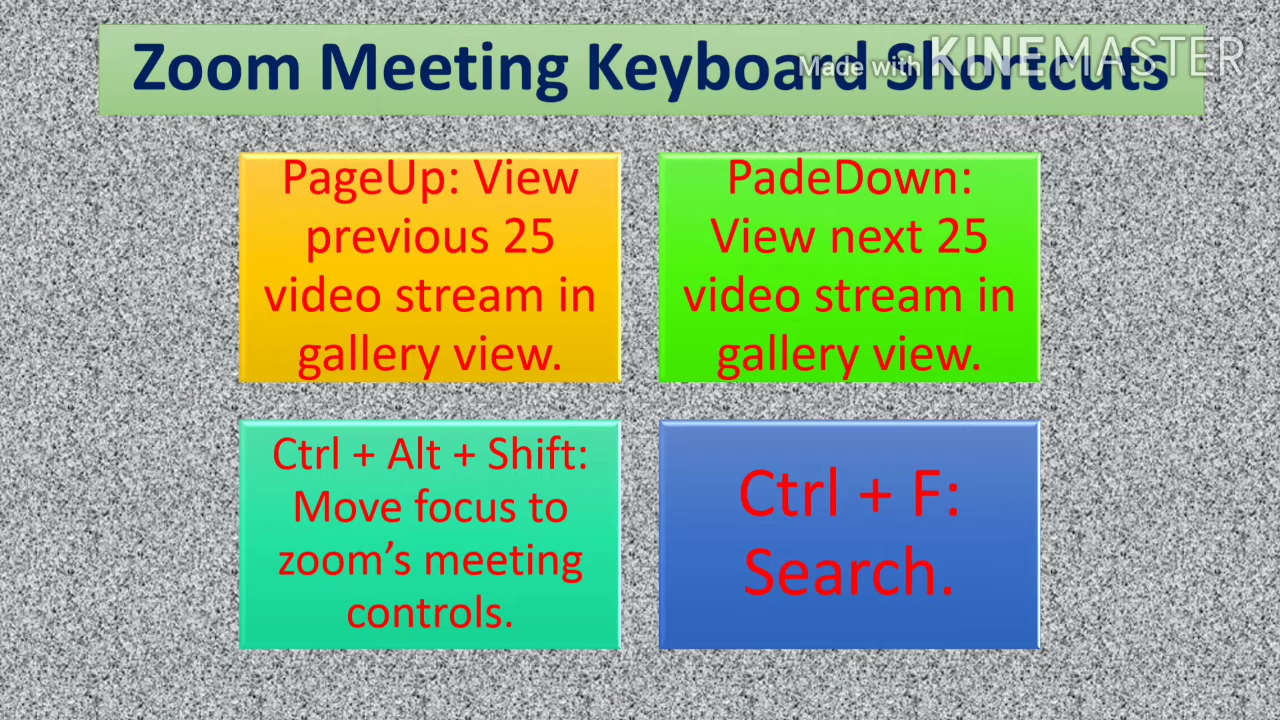 Zoom Meeting Keyboard Shortcuts
Made with KINEMASTER
PageUp: View
previous 25
video stream in
gallery view.
PadeDown:
View next 25
video stream in
gallery view.
Ctrl + Alt + Shift:
Move focus to
zoom’s meeting
controls.
Ctrl + F:
Search.